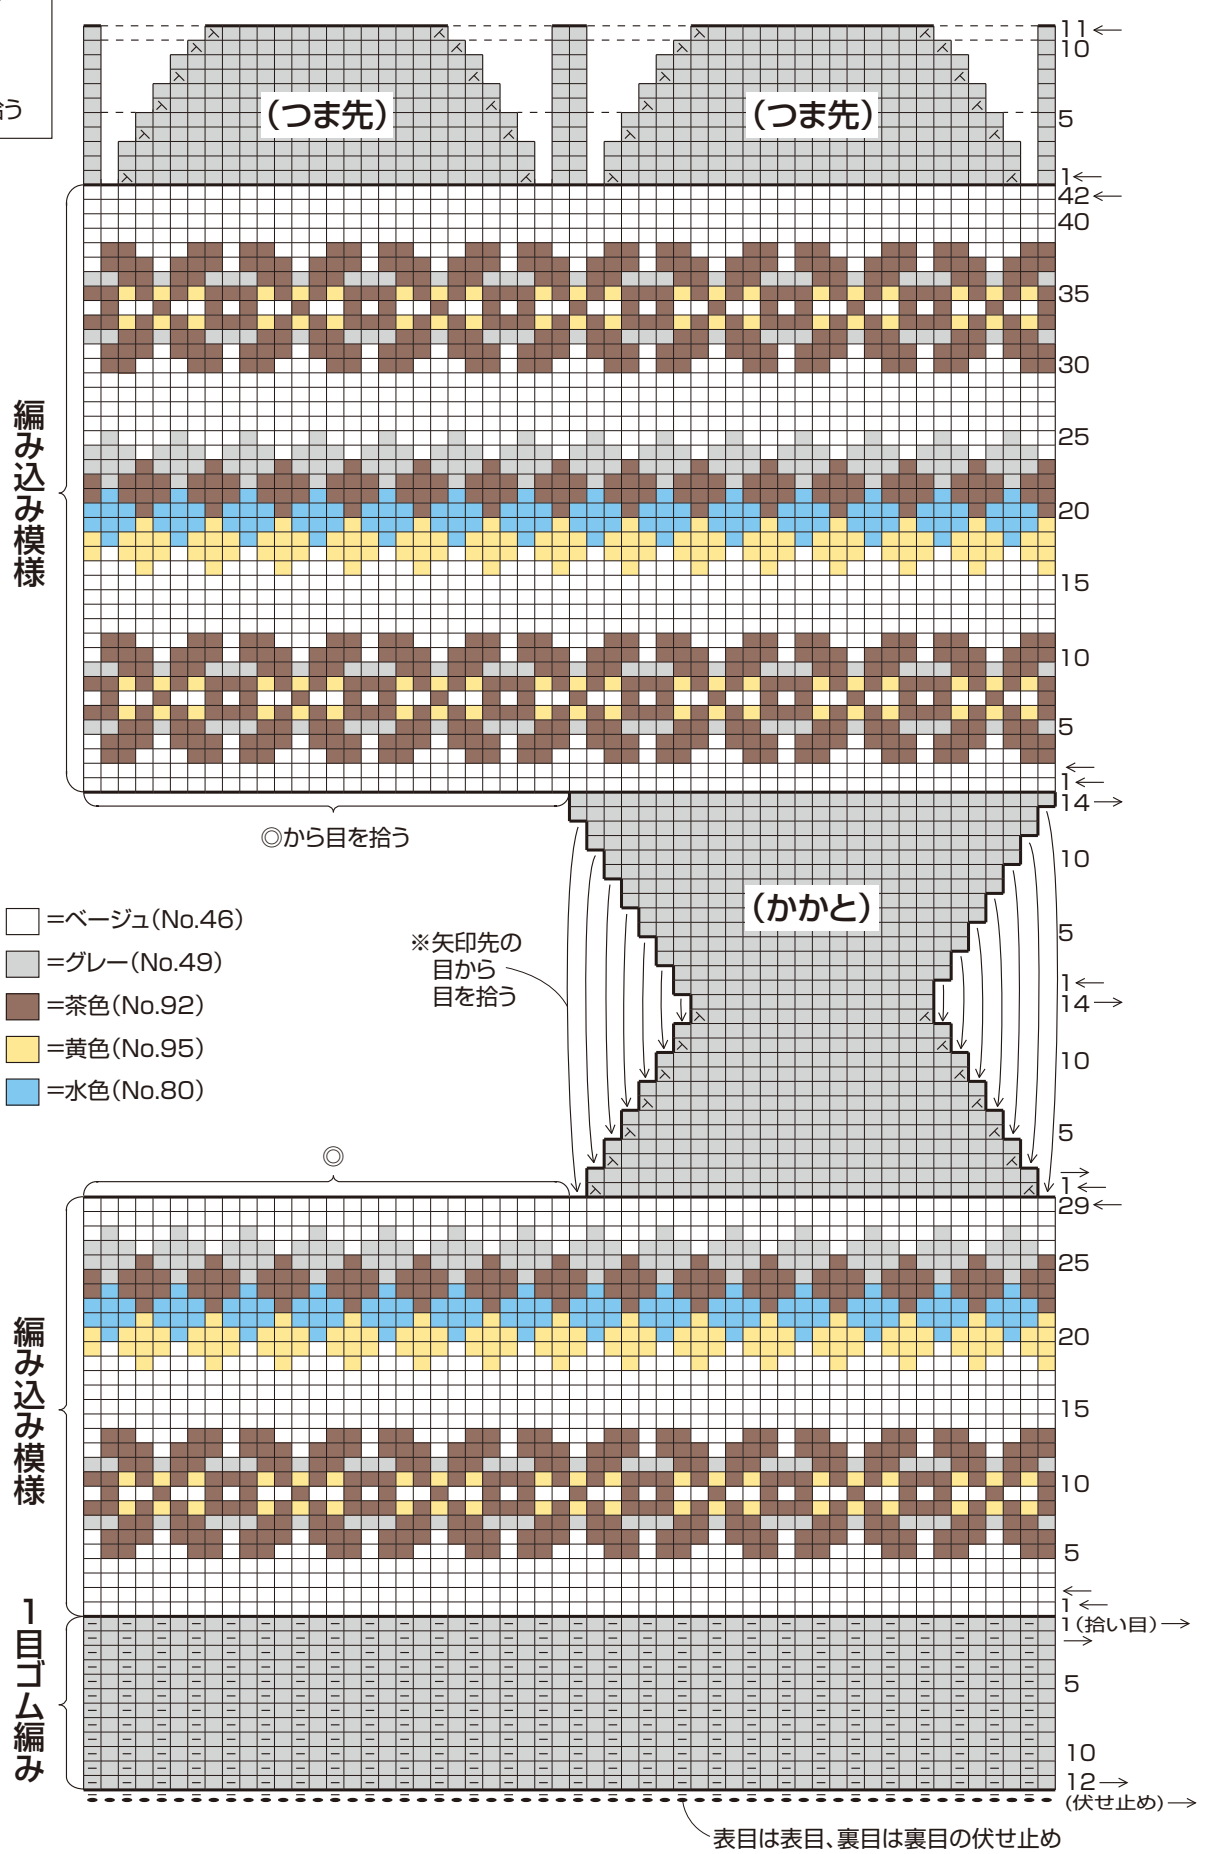 拾う
11←
10
(つま先)
(つま先)
5
1←
42←
40
35
30
25
20
15
10
5
←
1←
編み込み模様
14→
◎から目を拾う
10
(かかと)
5
1←
14→
10
5
→
1←
※矢印先の
目から
目を拾う
=ベージュ(No.46)
=グレー(No.49)
=茶色(No.92)
=黄色(No.95)
=水色(No.80)
◎
29←
25
20
15
10
5
←
1←
編み込み模様
1(拾い目)→
→
5
10
12→
(伏せ止め)→
1目ゴム編み
表目は表目、裏目は裏目の伏せ止め